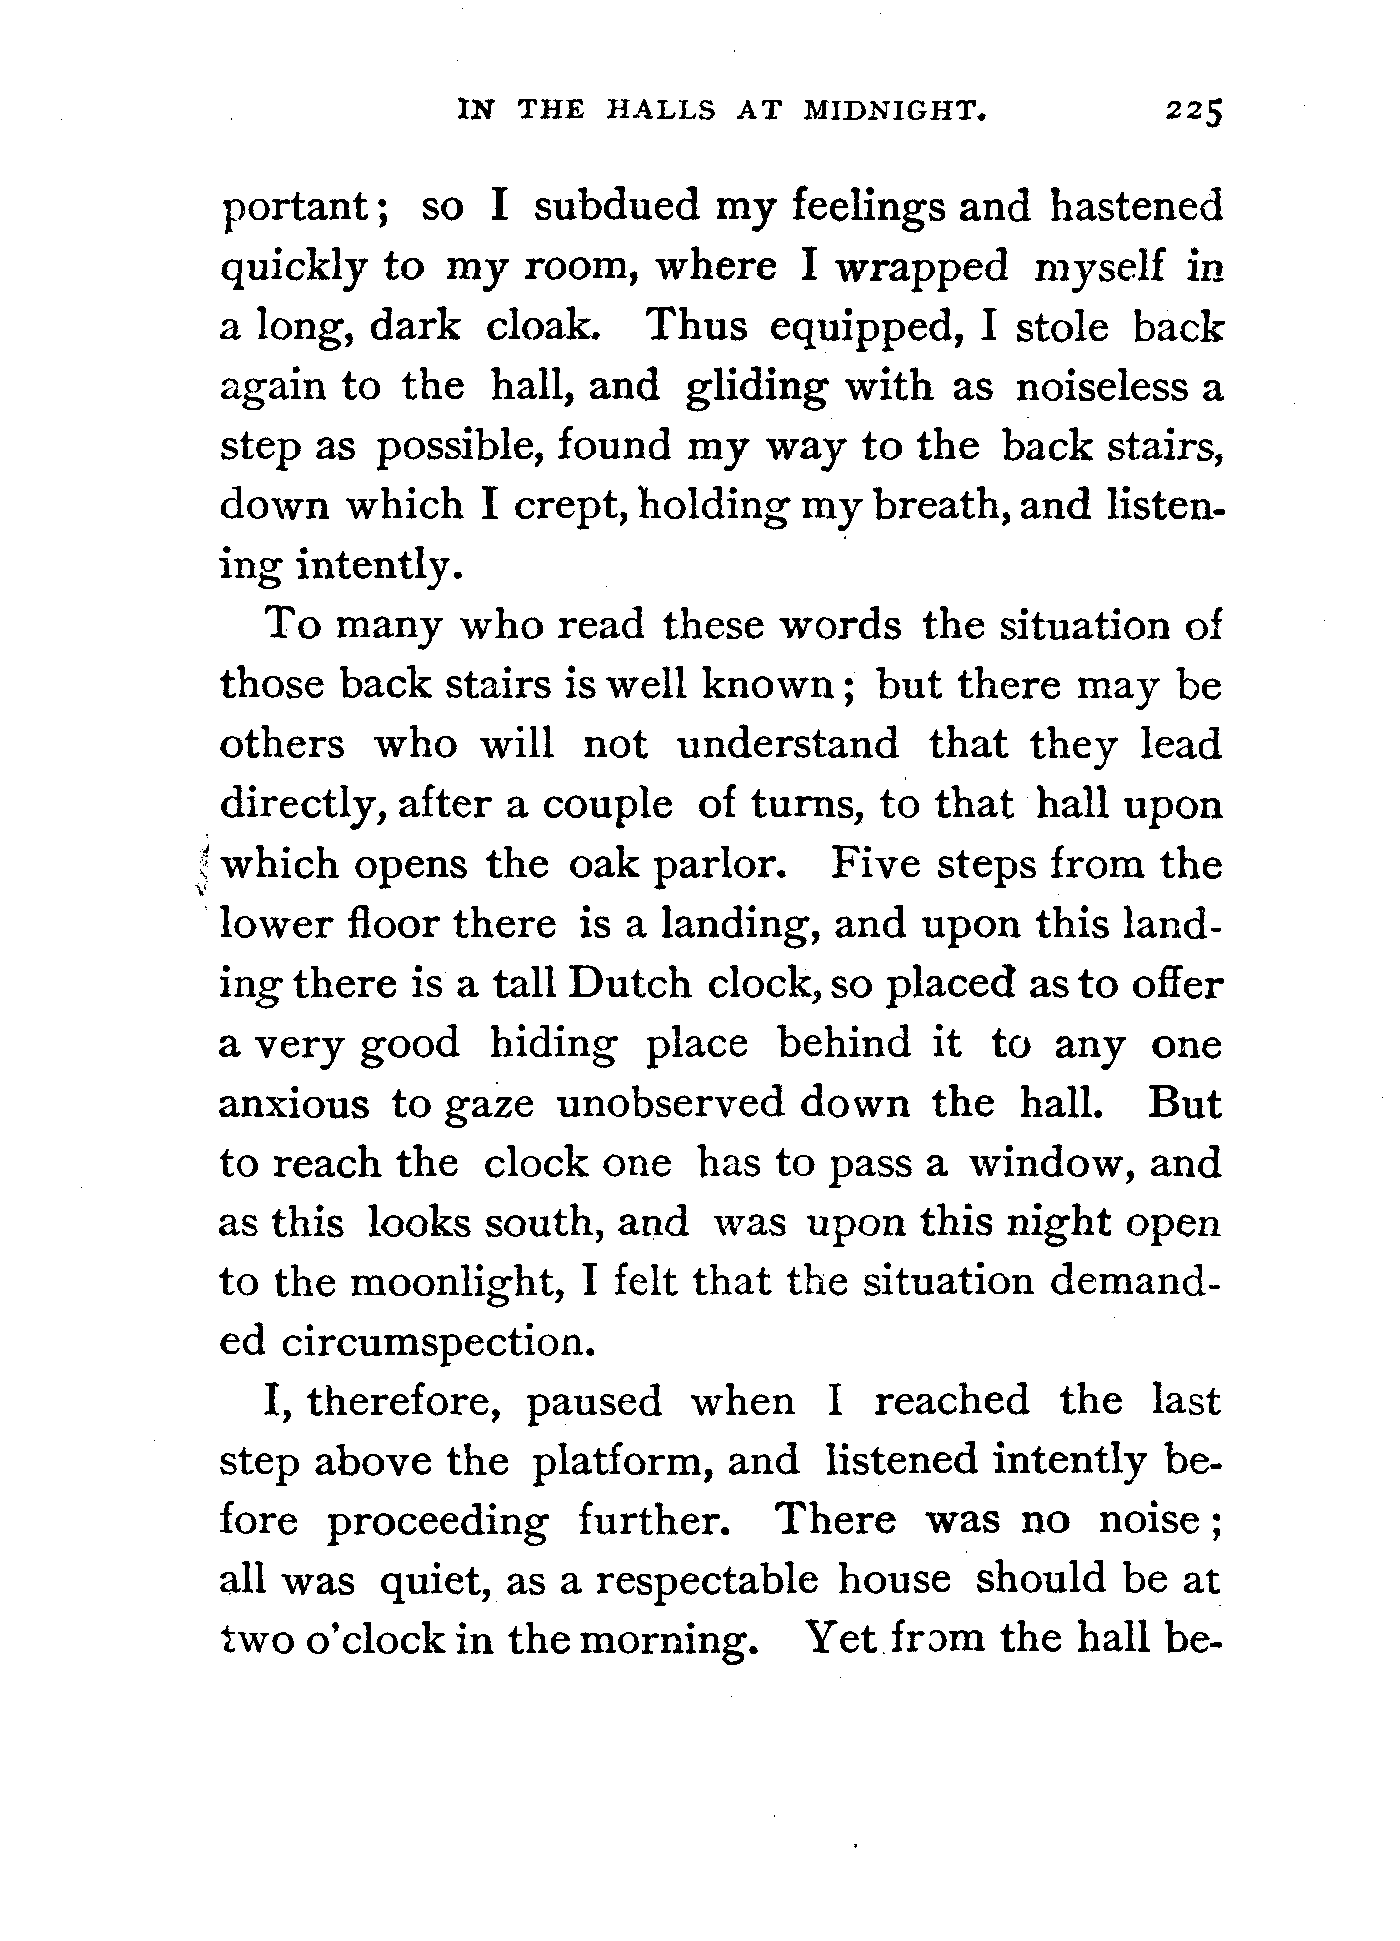 IN THE HALLS AT MIDNIGHT. 225
portant; so I subdued my feelings and hastened
quickly to my room, where I wrapped myself in
a long, dark cloak. Thus equipped, I stole back
again to the hall, and gliding with as noiseless a
step as possible, found my way to the back stairs,
down which I crept, holding my breath, and listen-
ing intently.
To many who read these words the situation of
those back stairs is well known; but there may be
others who will not understand that they lead
directly, after a couple of turns, to that hall upon
which opens the oak parlor. Five steps from the
lower floor there is a landing, and upon this land-
ing there is a tall Dutch clock, so placed as to offer
a very good hiding place behind it to any one
anxious to gaze unobserved down the hall. But
to reach the clock one has to pass a window, and
as this looks south, and was upon this night open
to the moonlight, I felt that the situation demand-
ed circumspection.
I, therefore, paused when I reached the last
step above the platform, and listened intently be-
fore proceeding further. There was no noise;
all was quiet, as a respectable house should be at
two o'clock in the morning. Yet from the hall be-